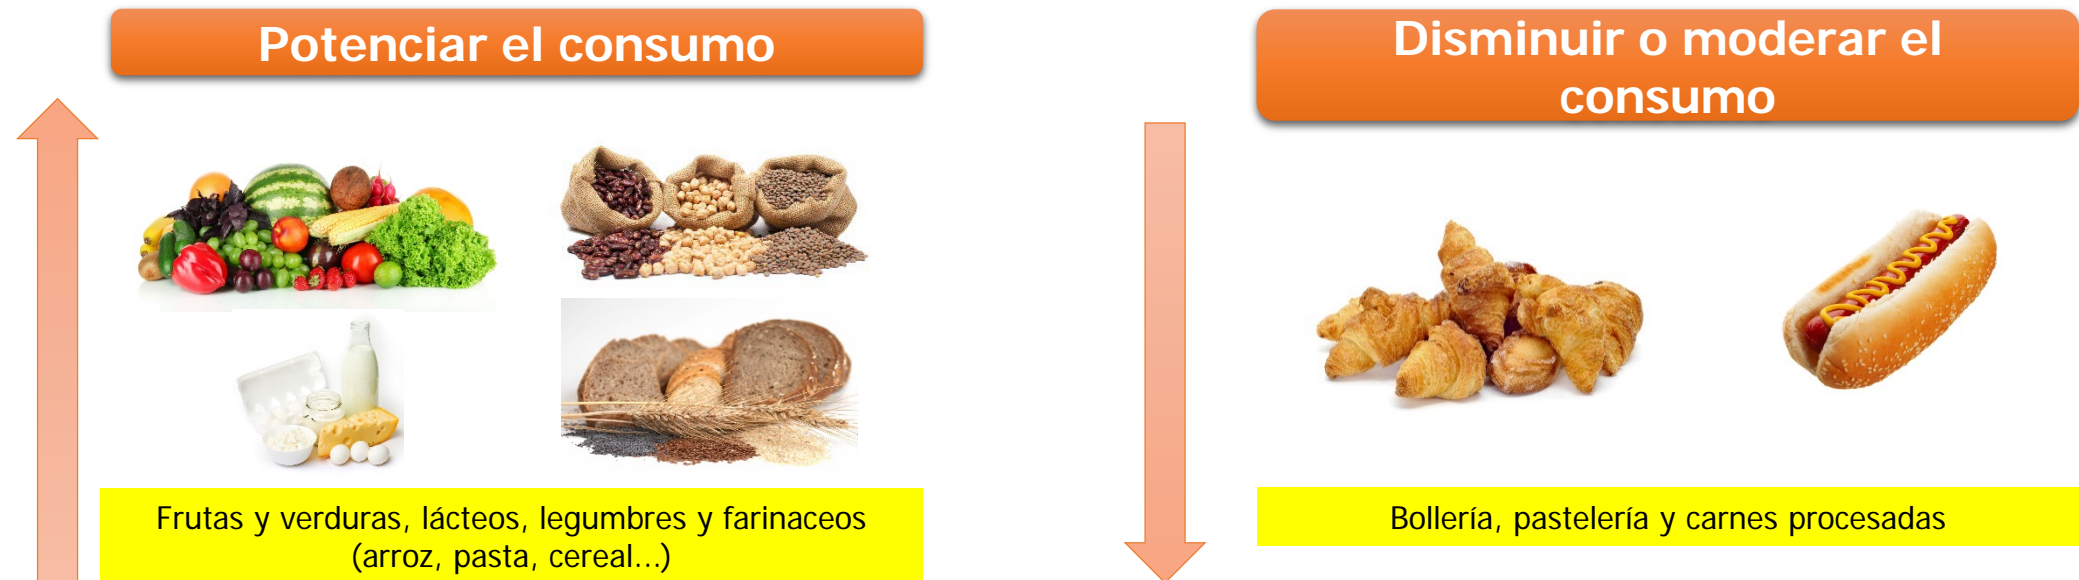 Potenciar el consumo
Frutas y verduras, lácteos, legumbres y farinaceos
(arroz, pasta, cereal...)
Disminuir o moderar el
consumo
Bollería, pastelería y carnes procesadas